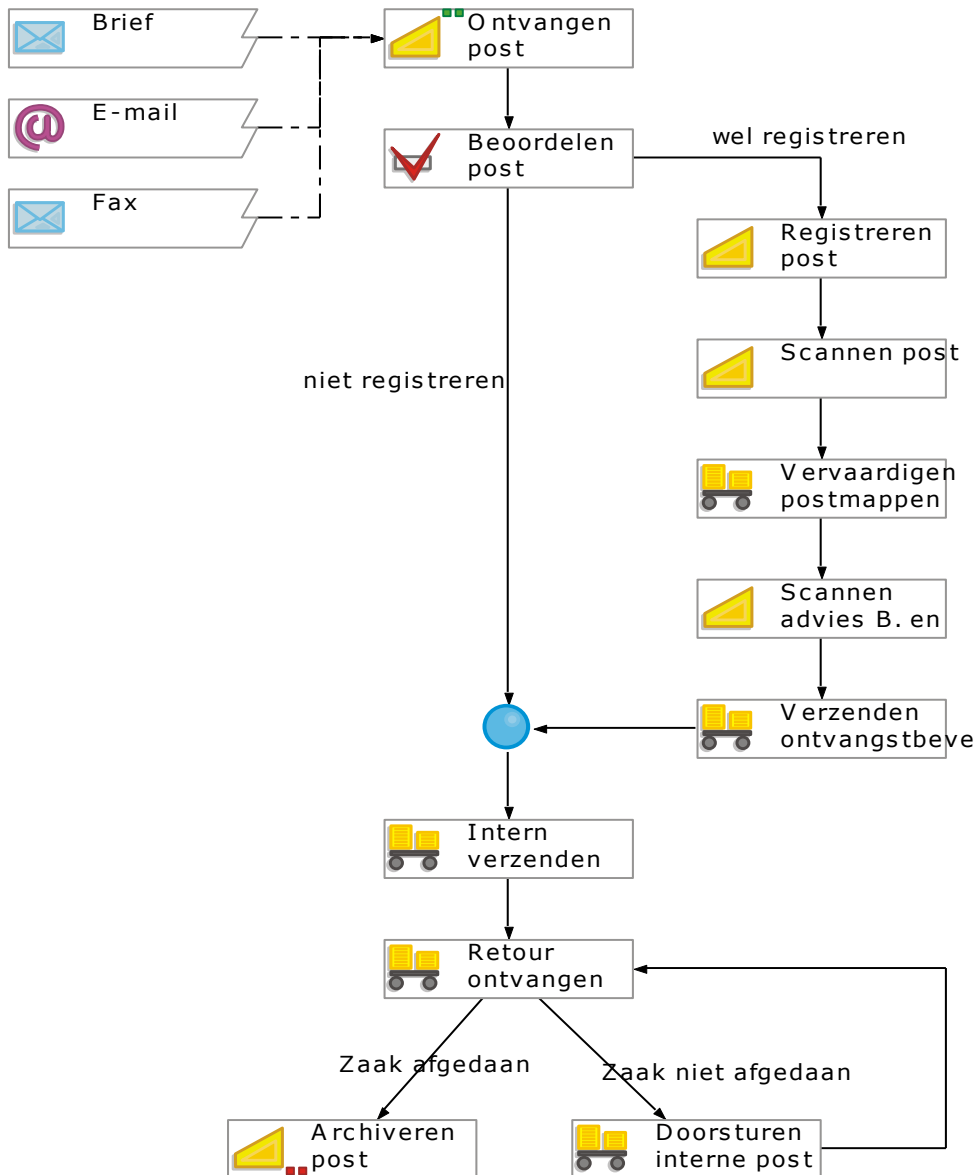 Brief
Ontvangen
post
E-mail
Beoordelen
post
wel registreren
Fax
Registreren
post
Scannen post
niet registreren
Vervaardigen
postmappen
Scannen
advies B. en
Verzenden
ontvangstbeve
Intern
verzenden
Retour
ontvangen
Zaak afgedaan
Zaak niet afgedaan
Archiveren
post
Doorsturen
interne post